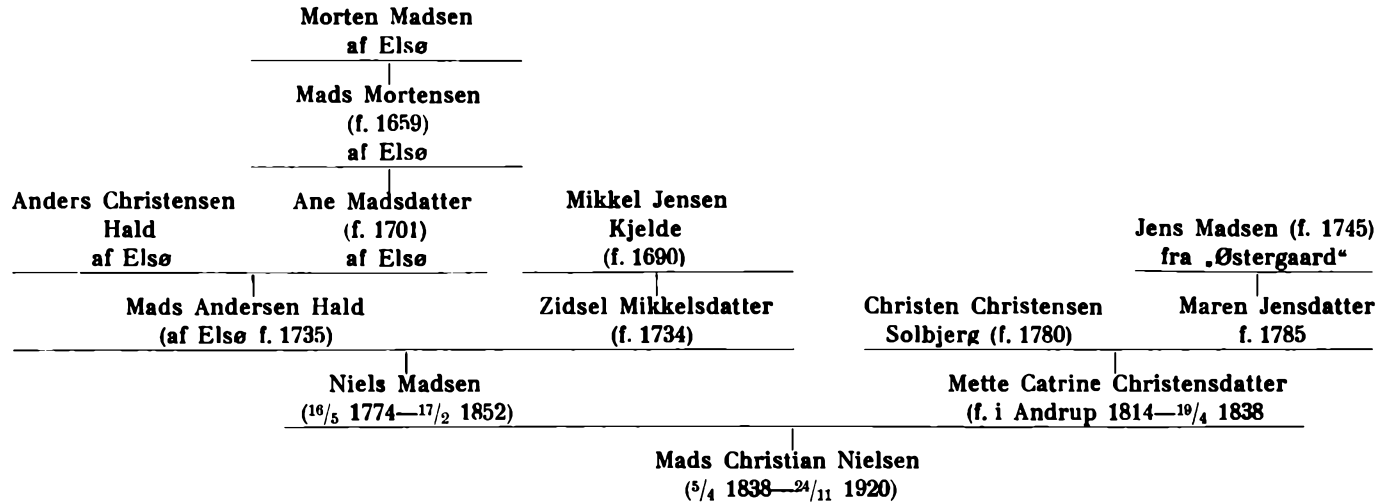 Morten Madsen
af Elsø
Mads Mortensen
(f. 1659)
af Elsø
Anders Christensen
Hald
af Elsø
Ane Madsdatter
(f. 1701)
af Elsø
Mikkel Jensen
Kjelde
(f. 1690)
Jens Madsen (f. 1745)
fra „Østergaard“
Mads Andersen Hald
(af Elsø f. 1735)
Zidsel Mikkelsdatter
(f. 1734)
Christen Christensen
Solbjerg (f. 1780)
Maren Jensdatter
f. 1785
Niels Madsen
(16/5 1774—17/2 1852)
Mette Catrine Christensdatter
(f. i Andrup 1814—19/4 1838
Mads Christian Nielsen
(5/4 1838—24/11 1920)